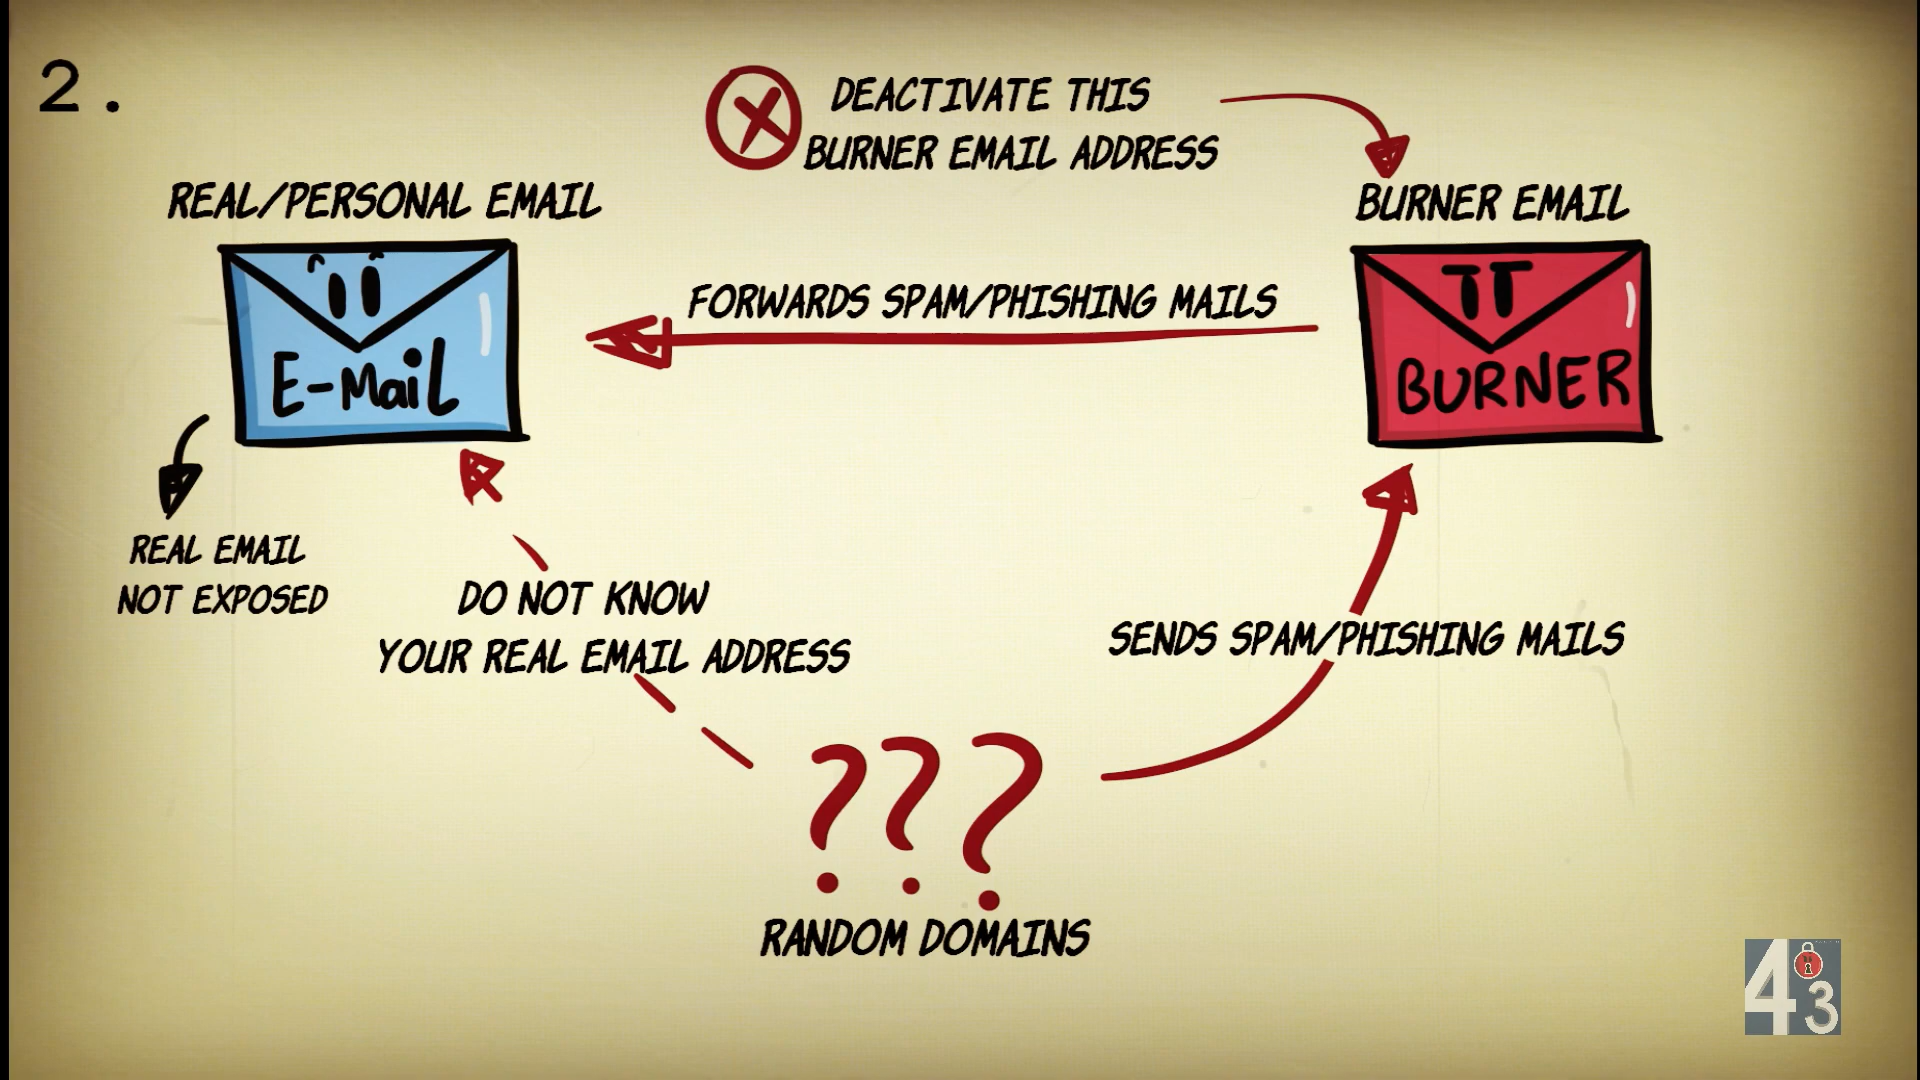 2.
DEACTIVATE THIS
BURNER EMAIL ADDRESS
REAL/PERSONAL EMAIL
BURNER EMAIL
FORWARDS SPAM/PHISHING MAILS
E-MaiL
BURNER
REAL EMAIL
NOT EXPOSED
DO NOT KNOW
YOUR REAL EMAIL ADDRESS
SENDS SPAM/PHISHING MAILS
???
RANDOM DOMAINS
403